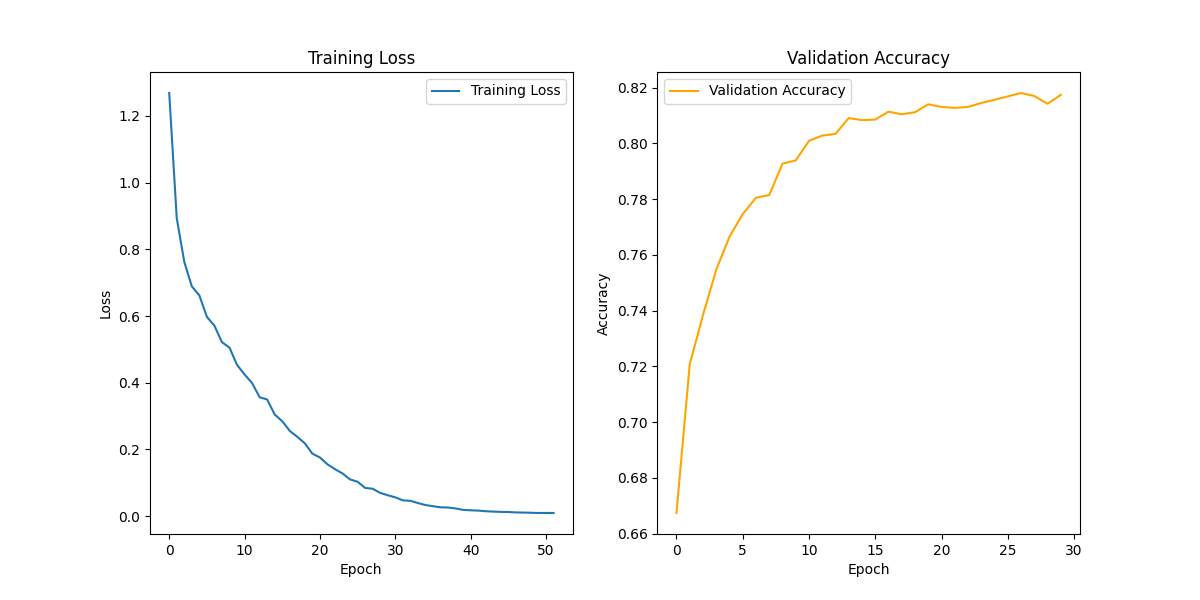 Training Loss
Training Loss
1.2
1.0
0.8
0.6
0.4
0.2
0.0
Loss
0 10 20 30 40 50
Epoch
Validation Accuracy
Validation Accuracy
0.82
0.80
0.78
0.76
0.74
0.72
0.70
0.68
0.66
Accuracy
0 5 10 15 20 25 30
Epoch